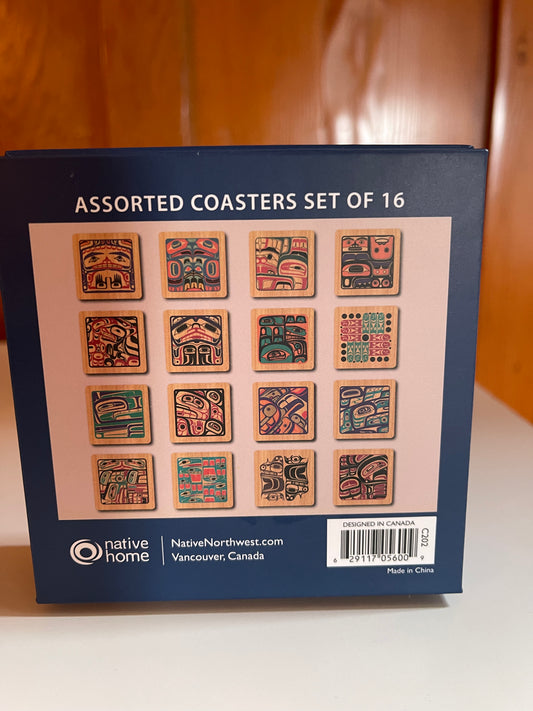 ASSORTED COASTERS SET OF 16
native
home
NativeNorthwest.com
Vancouver, Canada
DESIGNED IN CANADA
C202
6 29117 05600 9
Made in China